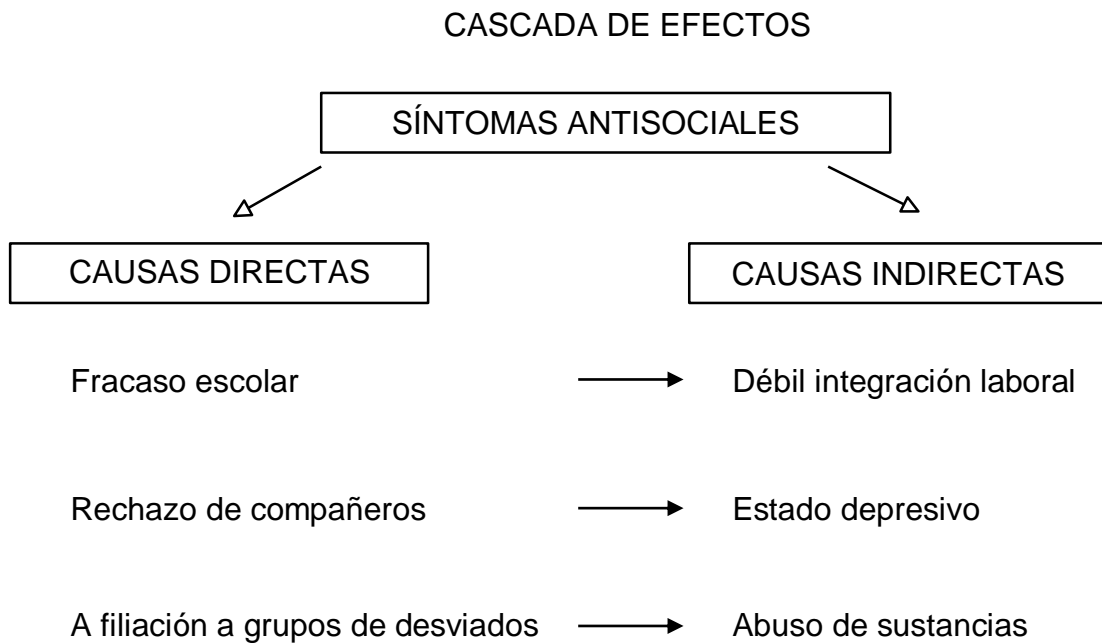 CASCADA DE EFECTOS
SÍNTOMAS ANTISOCIALES
CAUSAS DIRECTAS
CAUSAS INDIRECTAS
Fracaso escolar
Débil integración laboral
Rechazo de compañeros
Estado depresivo
A filiación a grupos de desviados
Abuso de sustancias